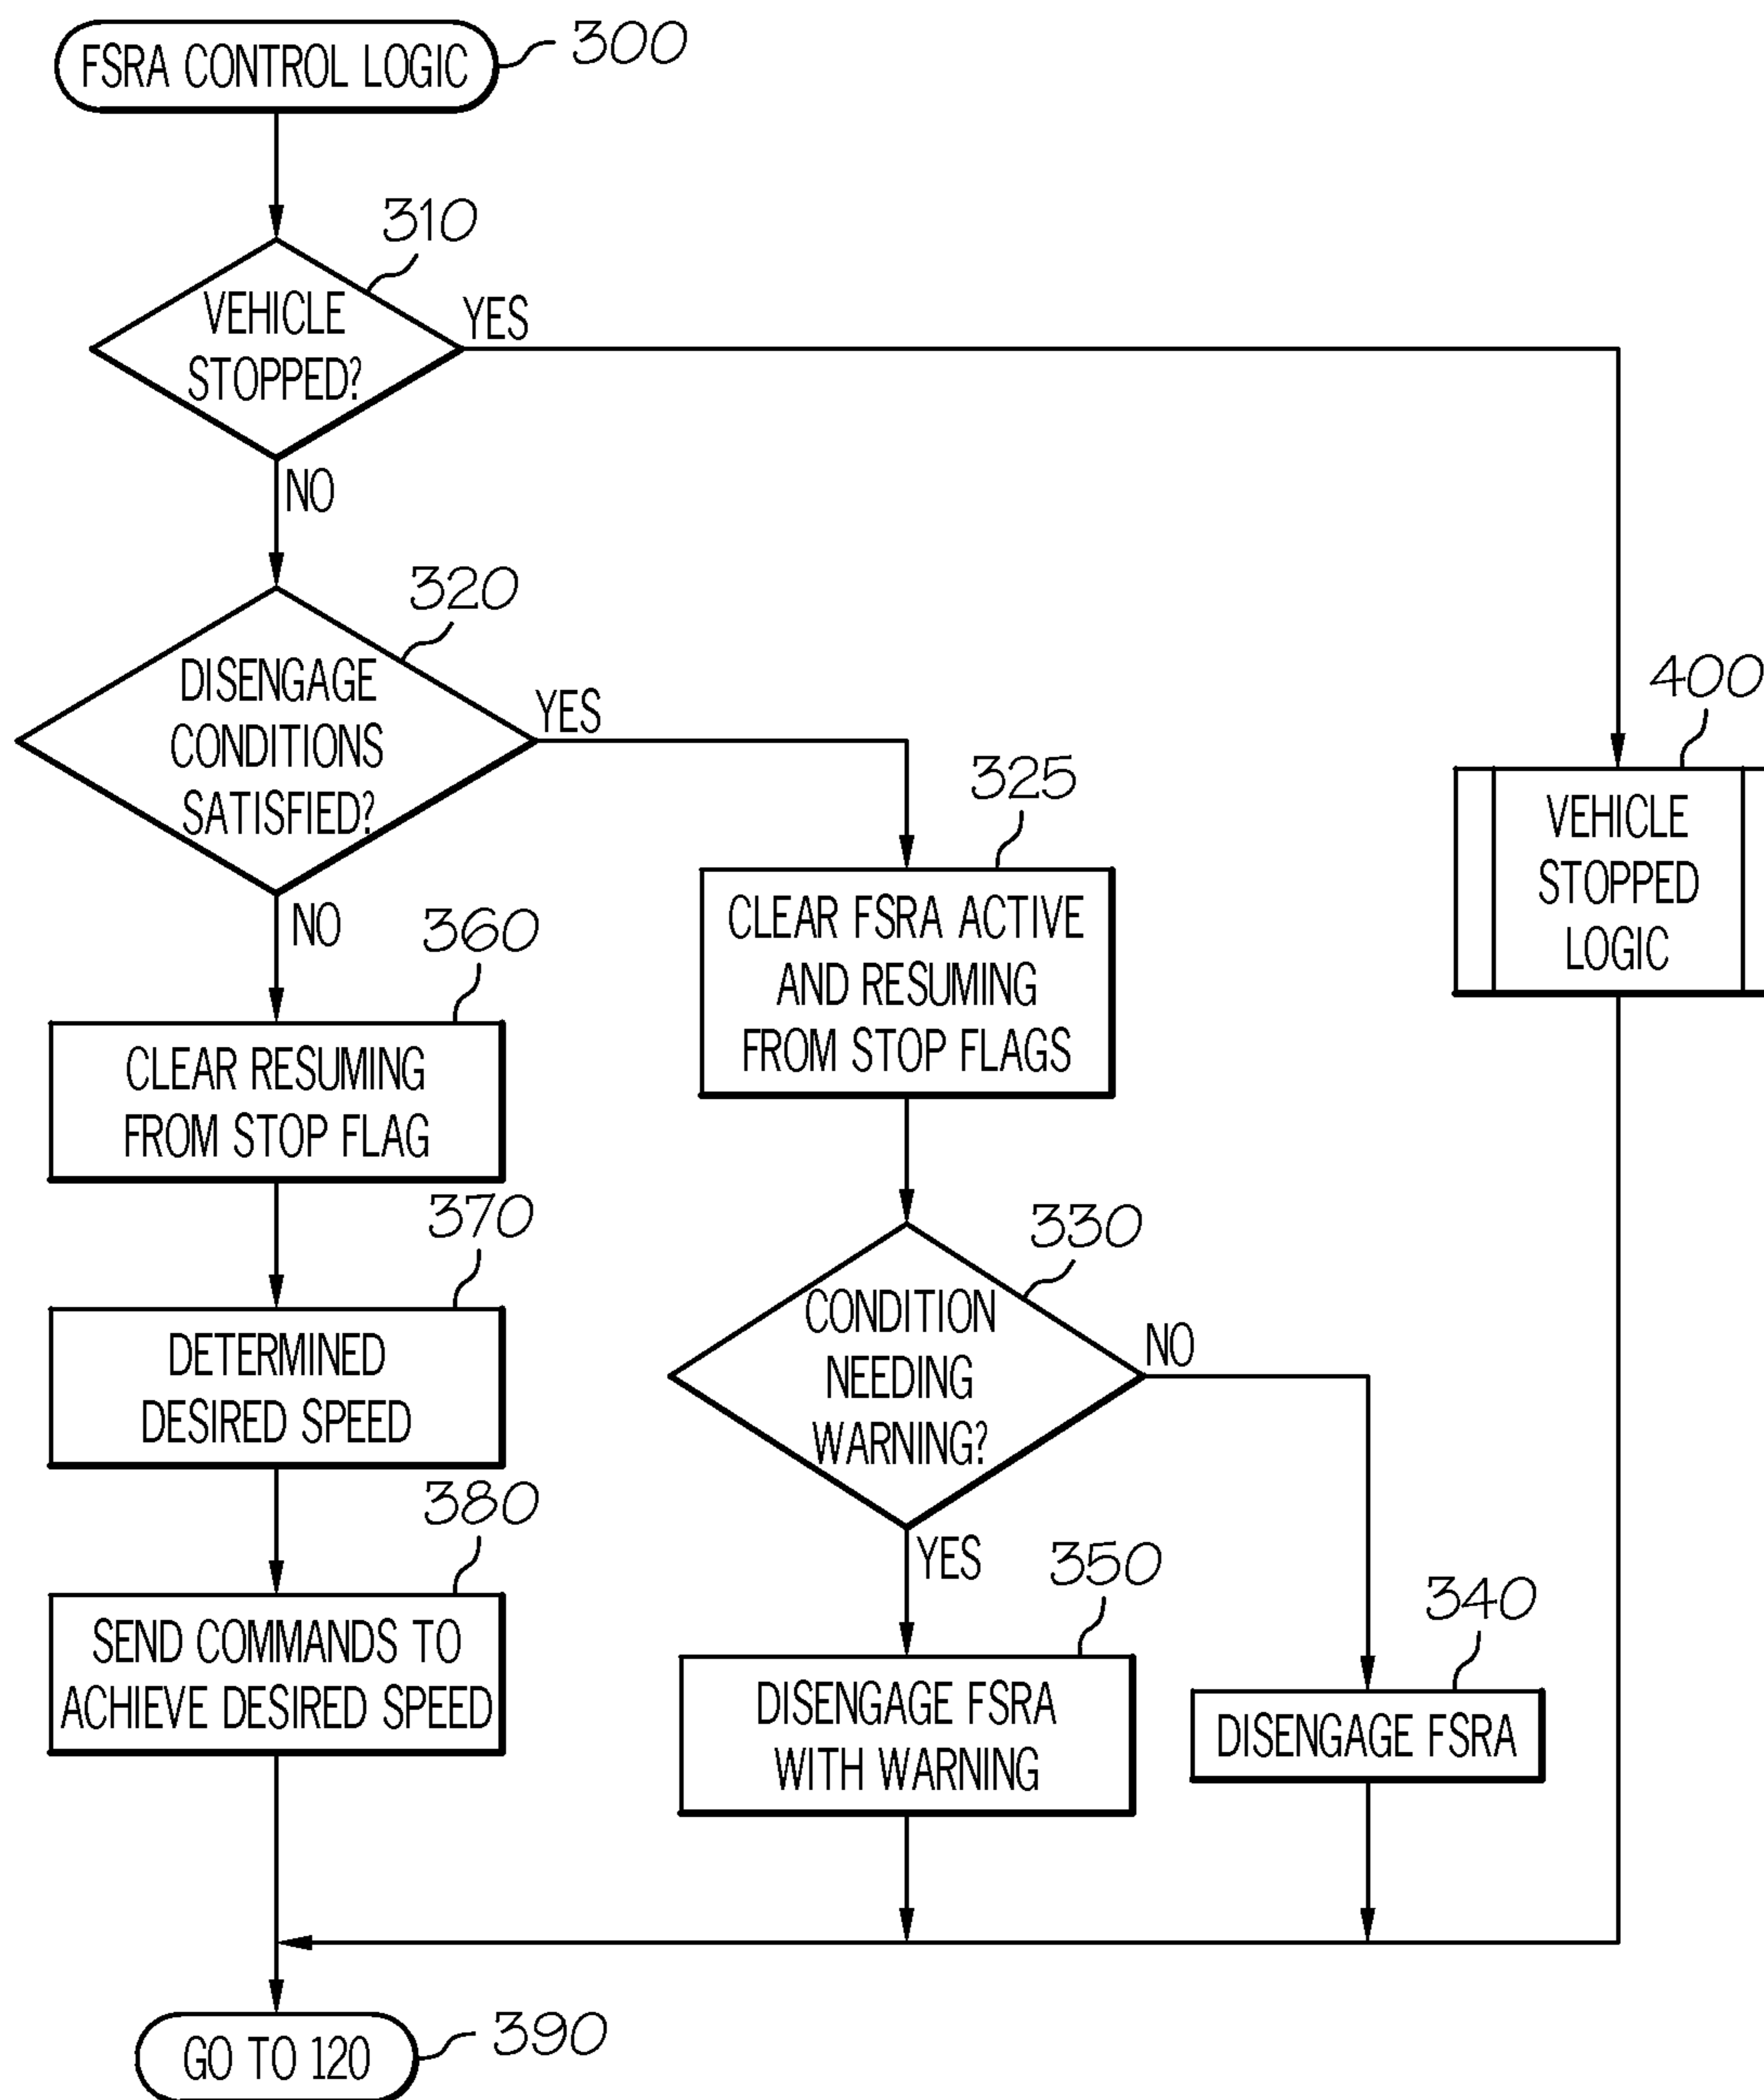 FSRA CONTROL LOGIC
300
310
VEHICLE
STOPPED?
YES
NO
320
DISENGAGE
CONDITIONS
SATISFIED?
YES
NO
400
VEHICLE
STOPPED
LOGIC
325
CLEAR FSRA ACTIVE
AND RESUMING
FROM STOP FLAGS
360
CLEAR RESUMING
FROM STOP FLAG
370
DETERMINED
DESIRED SPEED
330
CONDITION
NEEDING
WARNING?
NO
YES
380
SEND COMMANDS TO
ACHIEVE DESIRED SPEED
350
DISENGAGE FSRA
WITH WARNING
340
DISENGAGE FSRA
GO TO 120
390